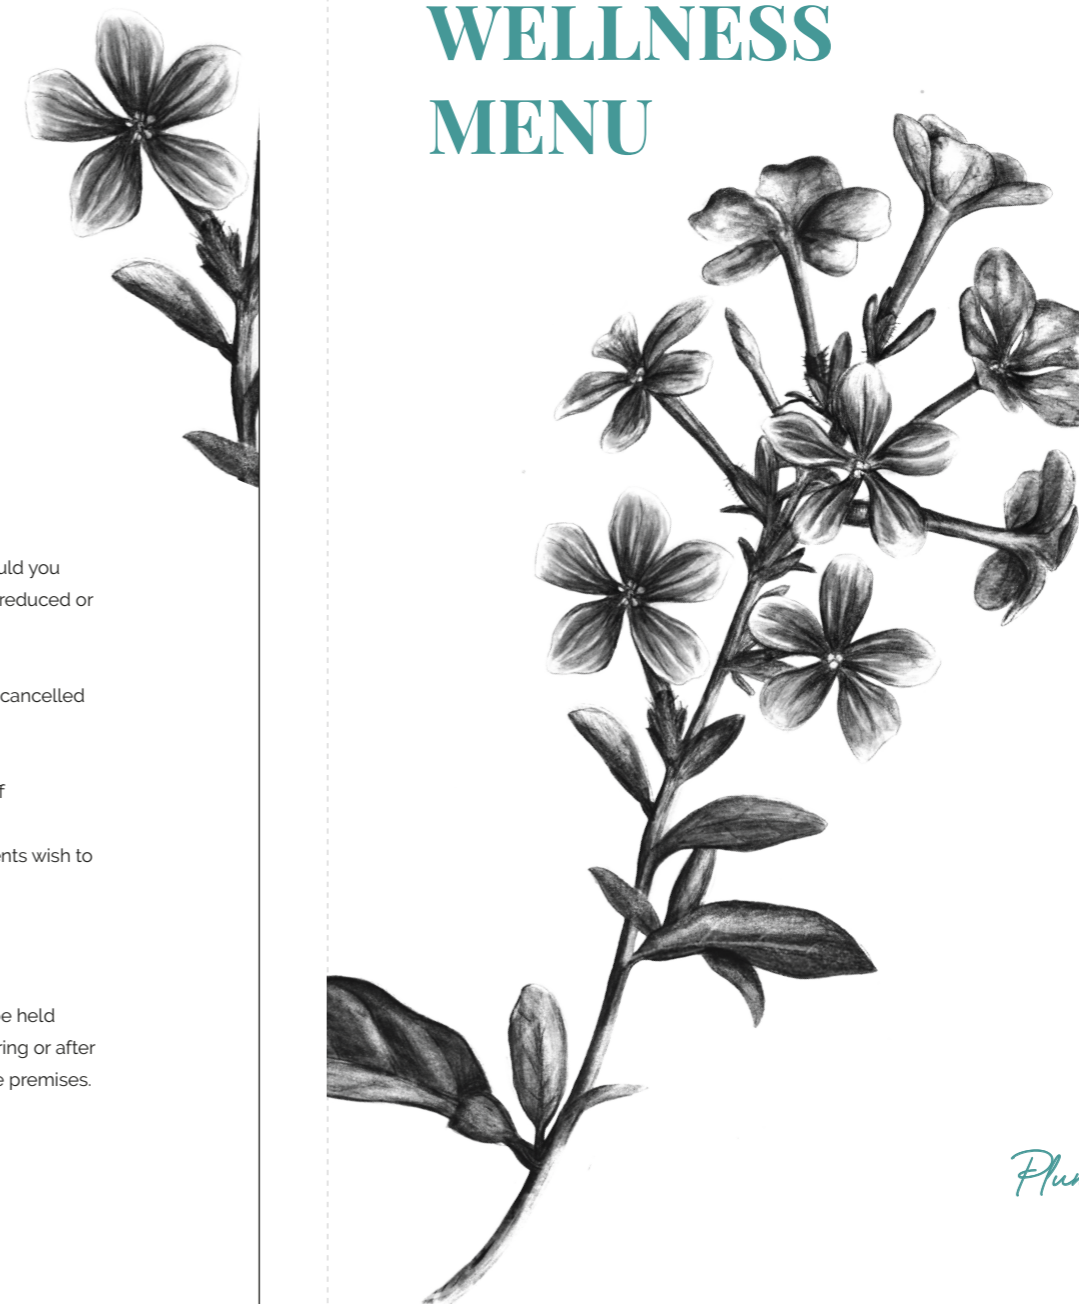 WELLNESS
MENU
uld you
reduced or
cancelled
f
nts wish to
e held
ring or after
premises.